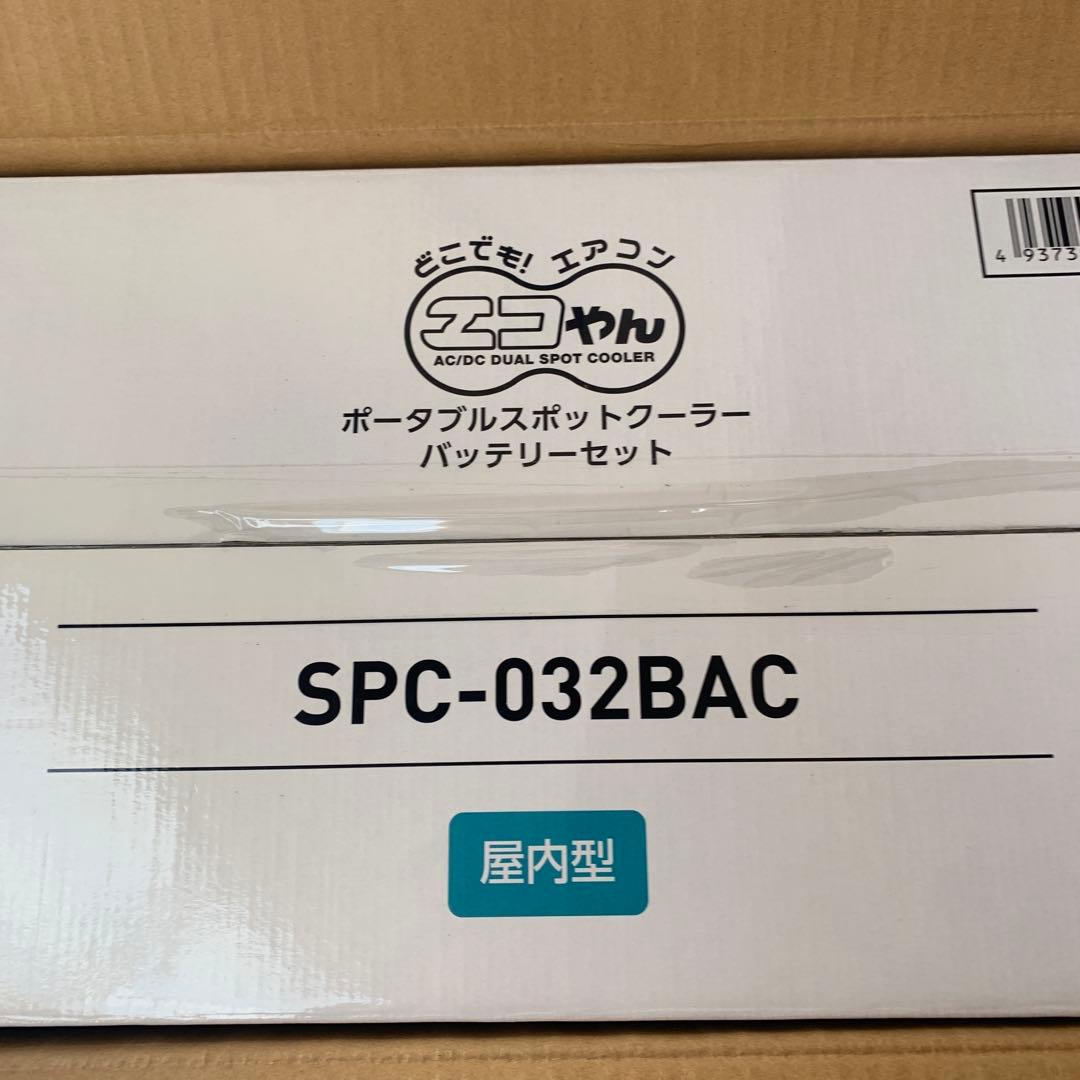 どこでも! エアコン
エコやん
AC/DC DUAL SPOT COOLER
ポータブルスポットクーラー
バッテリーセット
4 9373
SPC-032BAC
屋内型